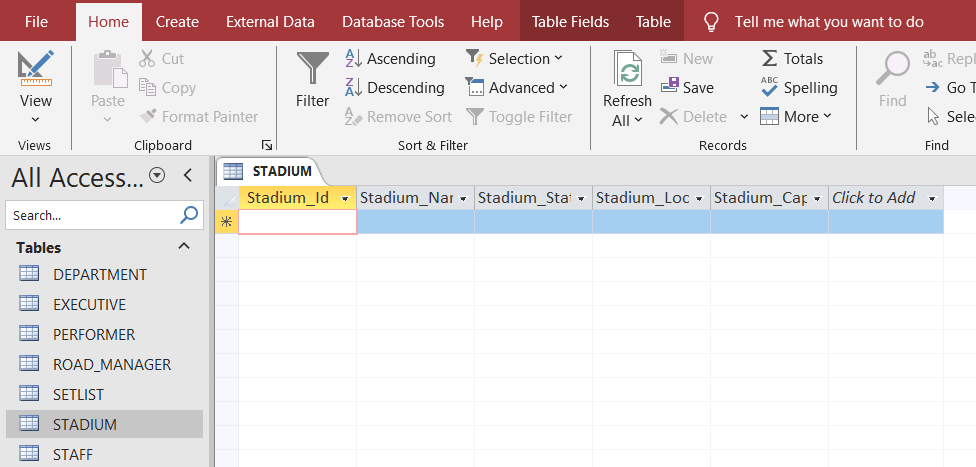 File Home Create External Data Database Tools Help Table Fields Table Tell me what you want to do
View
Views
Paste
Cut
Copy
Format Painter
Clipboard
Filter
Ascending
Descending
Remove Sort
Selection
Advanced
Toggle Filter
Sort & Filter
Refresh
All
New
Save
Delete
Totals
Spelling
More
Records
Find
ab
ac
Repl
Go T
Sele
Find
All Access...
Search...
Tables
DEPARTMENT
EXECUTIVE
PERFORMER
ROAD_MANAGER
SETLIST
STADIUM
STAFF
STADIUM
Stadium_Id Stadium_Nar Stadium_Stat Stadium_Loc Stadium_Cap Click to Add